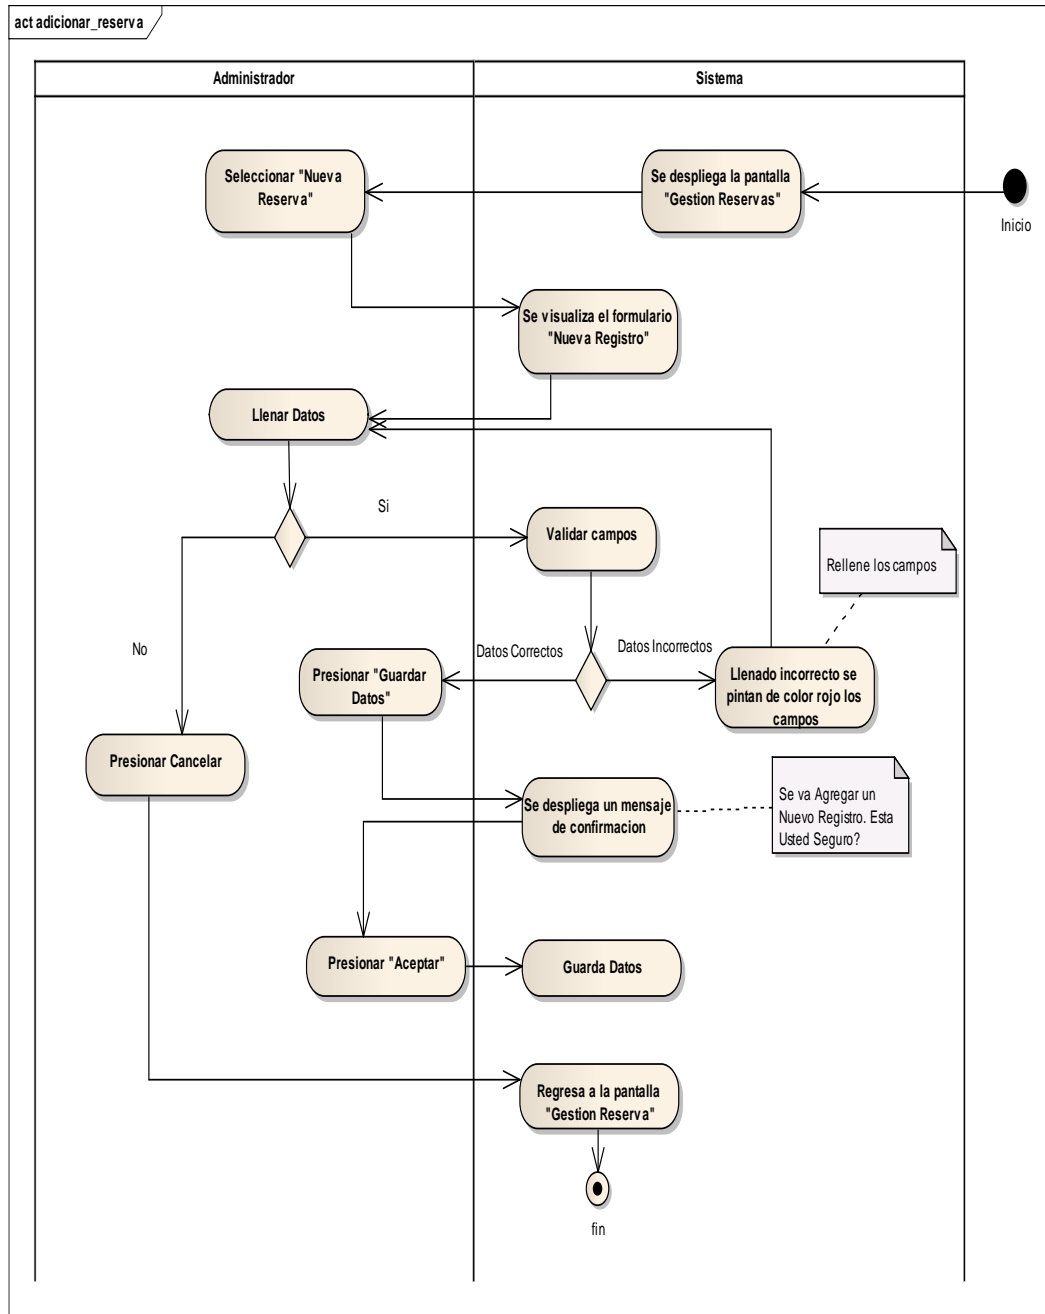 act adicionar_reserva
Administrador
Sistema
Seleccionar "Nueva
Reserva"
Se despliega la pantalla
"Gestion Reservas"
Inicio
Se visualiza el formulario
"Nueva Registro"
Llenar Datos
Si
Validar campos
Rellene los campos
No
Datos Correctos
Datos Incorrectos
Presionar "Guardar
Datos"
Llenado incorrecto se
pintan de color rojo los
campos
Presionar Cancelar
Se despliega un mensaje
de confirmacion
Se va Agregar un
Nuevo Registro. Esta
Usted Seguro?
Presionar "Aceptar"
Guarda Datos
Regresa a la pantalla
"Gestion Reserva"
fin